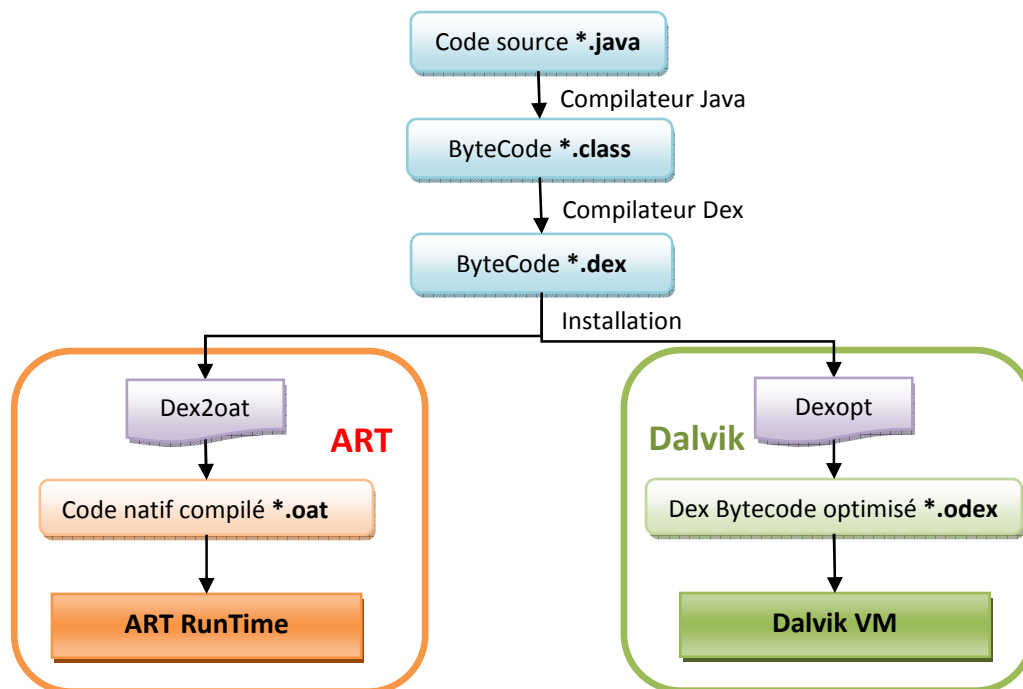 Code source *.java
Compilateur Java
ByteCode *.class
Compilateur Dex
ByteCode *.dex
Installation
Dex2oat
ART
Code natif compilé *.oat
ART RunTime
Dexopt
Dalvik
Dex Bytecode optimisé *.odex
Dalvik VM